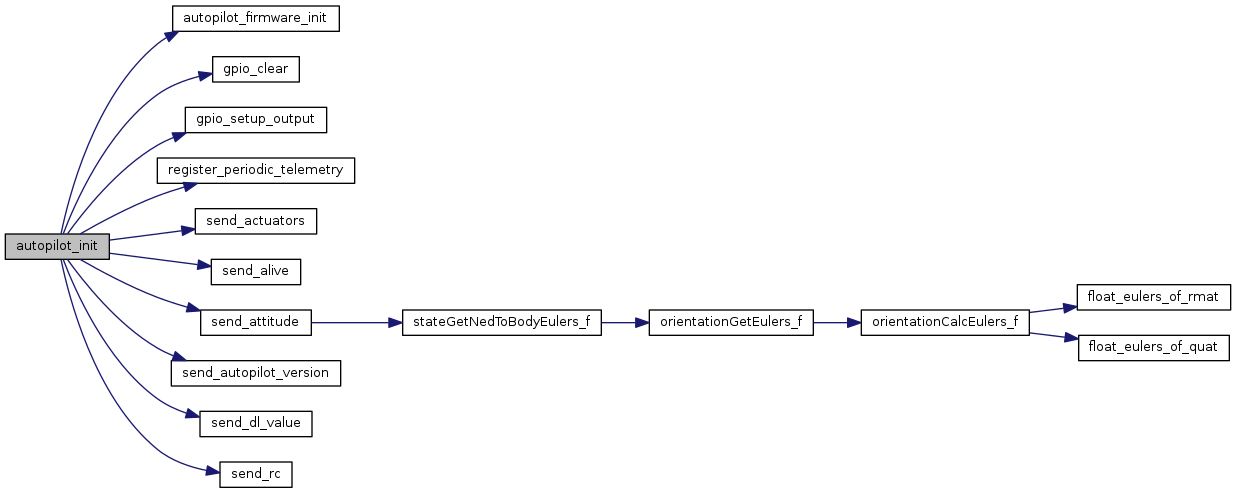 autopilot_firmware_init
gpio_clear
gpio_setup_output
register_periodic_telemetry
send_actuators
autopilot_init
send_alive
send_attitude
stateGetNedToBodyEulers_f
orientationGetEulers_f
orientationCalcEulers_f
float_eulers_of_rmat
float_eulers_of_quat
send_autopilot_version
send_dl_value
send_rc